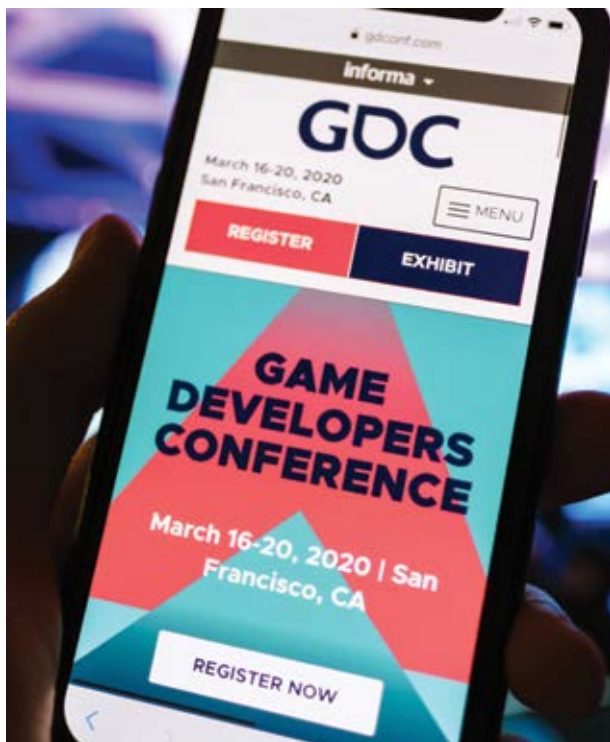 gdconf.com
informa
GDC
March 16-20, 2020
San Francisco, CA
MENU
REGISTER
EXHIBIT
GAME
DEVELOPERS
CONFERENCE
March 16-20, 2020 | San
Francisco, CA
REGISTER NOW